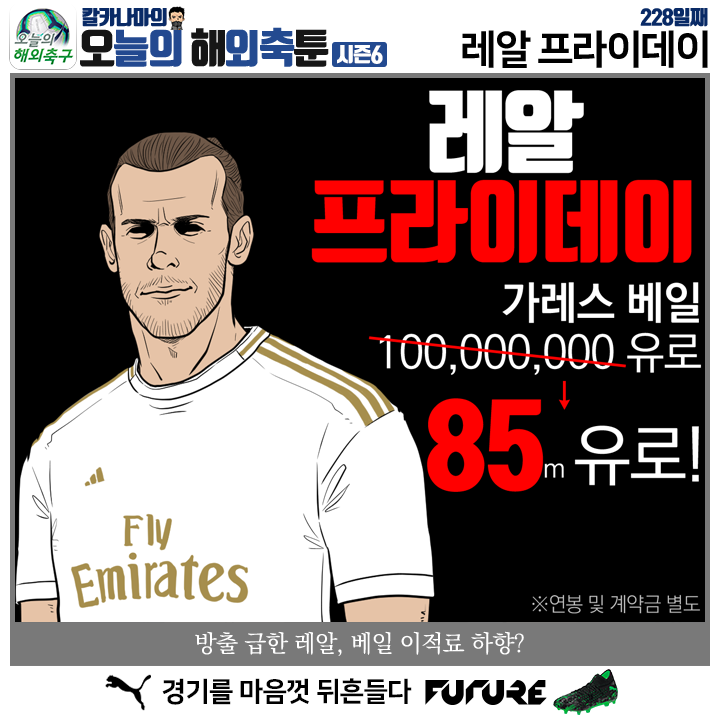 오늘의
해외축구
칼카나마의
오늘의 해외축툰
시즌6
228일째
레알 프라이데이
레알
프라이데이
가레스 베일
100,000,000 유로
85m 유로!
Fly
Emirates
※연봉 및 계약금 별도
방출 급한 레알, 베일 이적료 하향?
경기를 마음껏 뒤흔들다 FUTURE